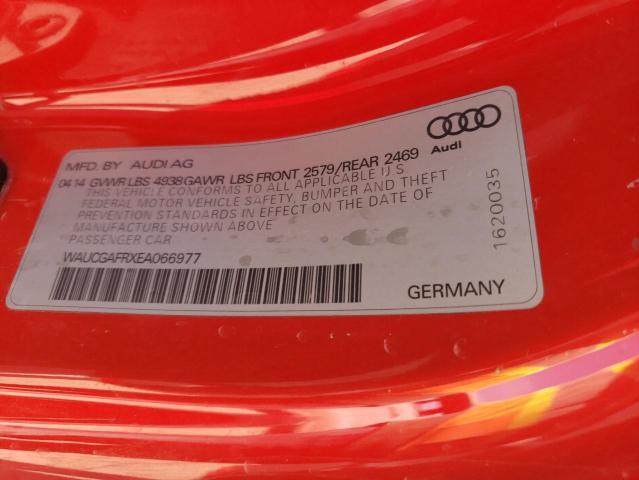 Audi
MFD. BY AUDI AG
0414 GVWR LBS 4938 GAWR LBS FRONT 2579/REAR 2469
THIS VEHICLE CONFORMS TO ALL APPLICABLE U.S.
FEDERAL MOTOR VEHICLE SAFETY, BUMPER AND THEFT
PREVENTION STANDARDS IN EFFECT ON THE DATE OF
MANUFACTURE SHOWN ABOVE
PASSENGER CAR
WAUCGAFRXEA066977
1620035
GERMANY